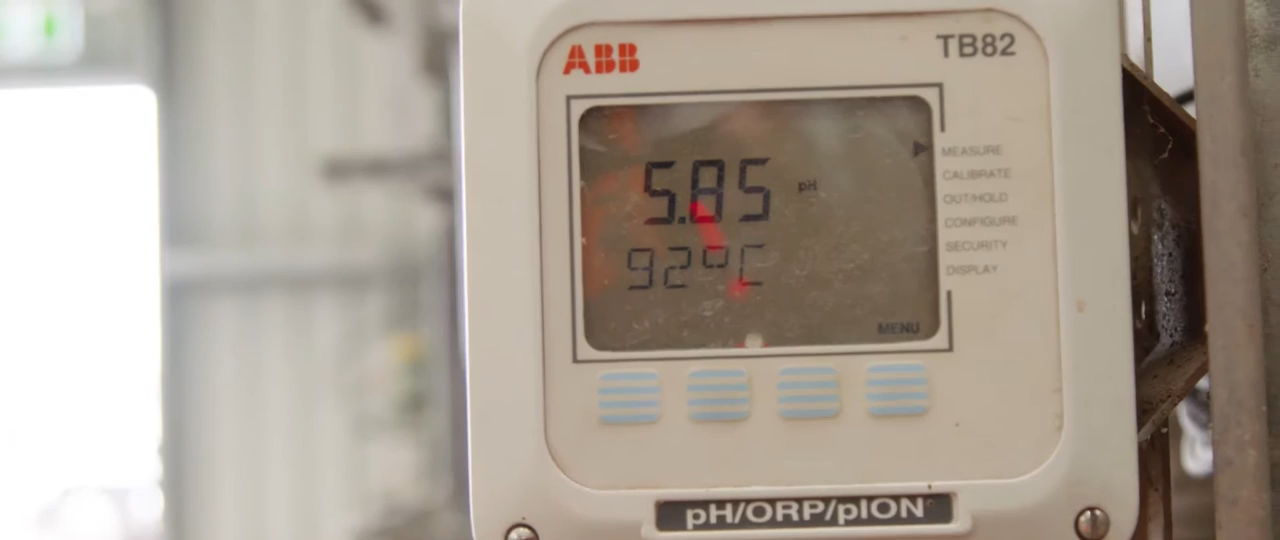 ABB
TB82
5.85 pH
92°C
MEASURE
CALIBRATE
OUT/HOLD
CONFIGURE
SECURITY
DISPLAY
MENU
pH/ORP/pION